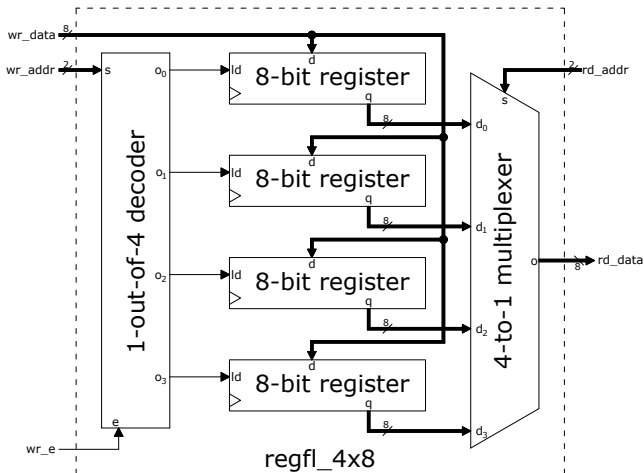 wr_data 8
wr_addr 2
s
1-out-of-4 decoder
e
wr_e
o0
o1
o2
o3
d
ld 8-bit register
q
8
d
ld 8-bit register
q
8
d
ld 8-bit register
q
8
d
ld 8-bit register
q
8
2 rd_addr
s
d0
d1
d2
d3
4-to-1 multiplexer
o
8 rd_data
regfl_4x8